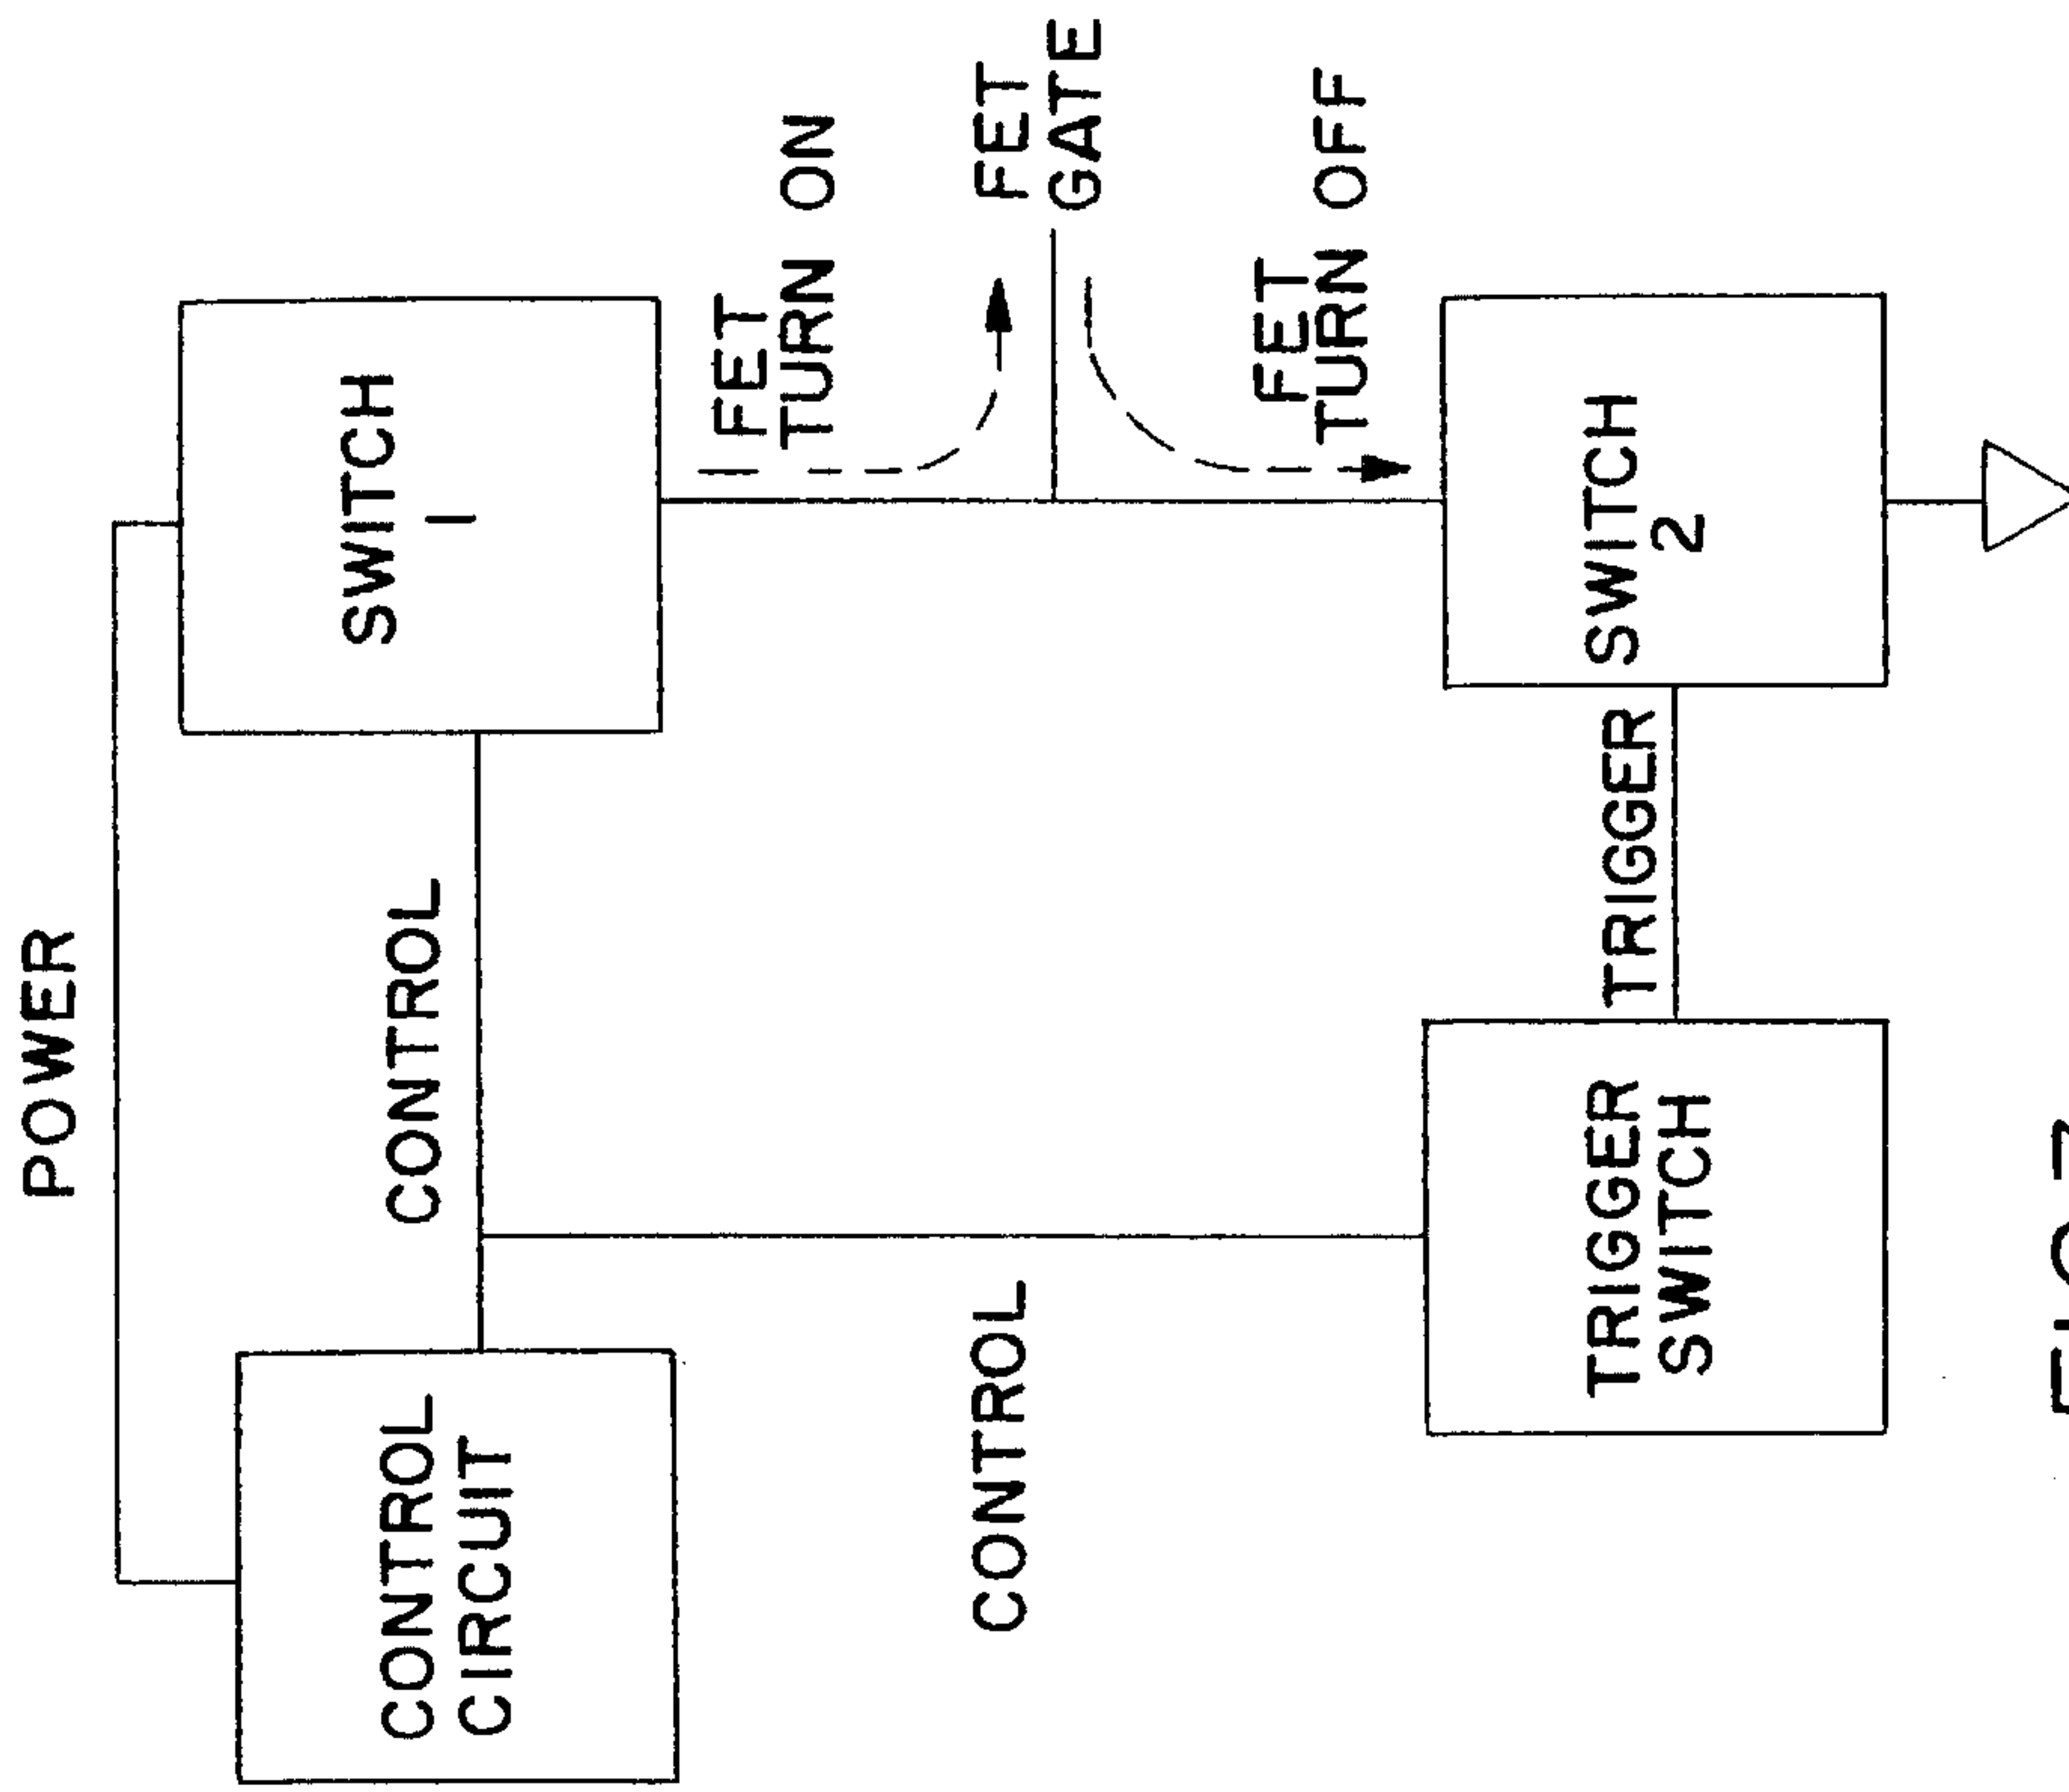 POWER
CONTROL
CIRCUIT
CONTROL
SWITCH
1
FET
TURN ON
FET
GATE
FET
TURN OFF
CONTROL
TRIGGER
SWITCH
TRIGGER
SWITCH
2